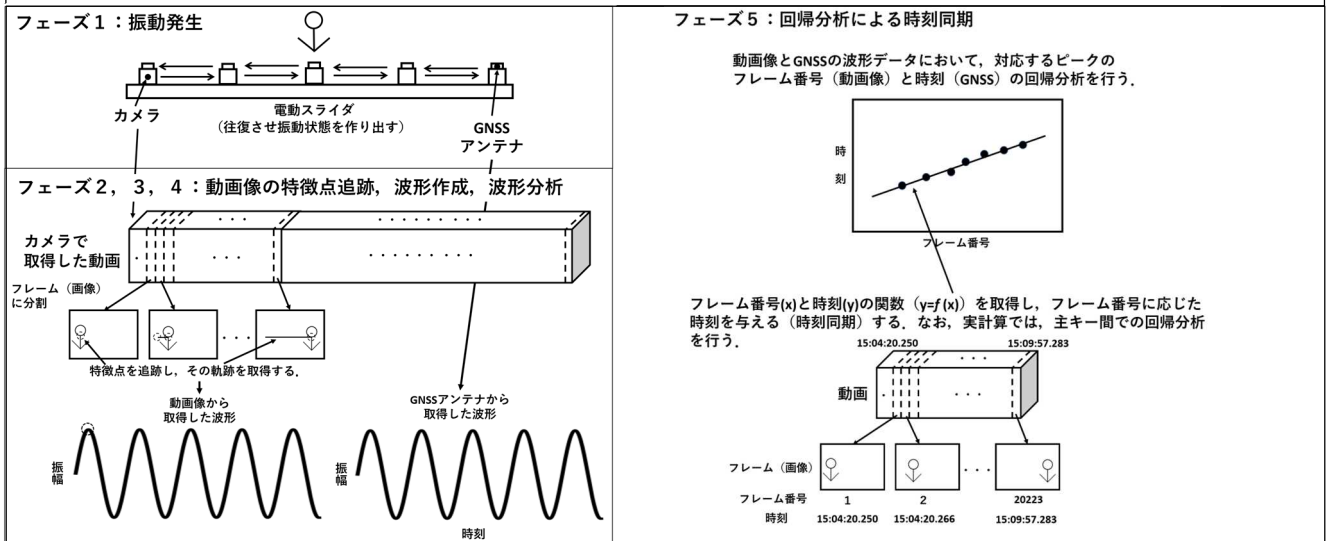 フェーズ１：振動発生
カメラ
電動スライダ
（往復させ振動状態を作り出す）
GNSS
アンテナ
フェーズ２，３，４：動画像の特徴点追跡，波形作成，波形分析
カメラで
取得した動画
フレーム（画像）
に分割
特徴点を追跡し，その軌跡を取得する．
動画像から
取得した波形
GNSSアンテナから
取得した波形
振幅
振幅
時刻
フェーズ５：回帰分析による時刻同期
動画像とGNSSの波形データにおいて，対応するピークの
フレーム番号（動画像）と時刻（GNSS）の回帰分析を行う．
時刻
フレーム番号
フレーム番号(x)と時刻(y)の関数（y=f (x)）を取得し，フレーム番号に応じた
時刻を与える（時刻同期）する．なお，実計算では，主キー間での回帰分析
を行う．
15:04:20.250 15:09:57.283
動画
フレーム（画像）
フレーム番号 1 2 20223
時刻 15:04:20.250 15:04:20.266 15:09:57.283